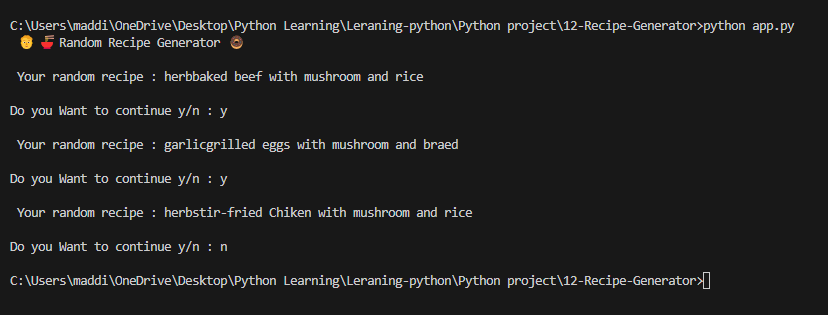 C:\Users\maddi\OneDrive\Desktop\Python Learning\Leraning-python\Python project\12-Recipe-Generator>python app.py
Random Recipe Generator
Your random recipe : herbbaked beef with mushroom and rice
Do you Want to continue y/n : y
Your random recipe : garlicgrilled eggs with mushroom and braed
Do you Want to continue y/n : y
Your random recipe : herbstir-fried Chiken with mushroom and rice
Do you Want to continue y/n : n
C:\Users\maddi\OneDrive\Desktop\Python Learning\Leraning-python\Python project\12-Recipe-Generator>